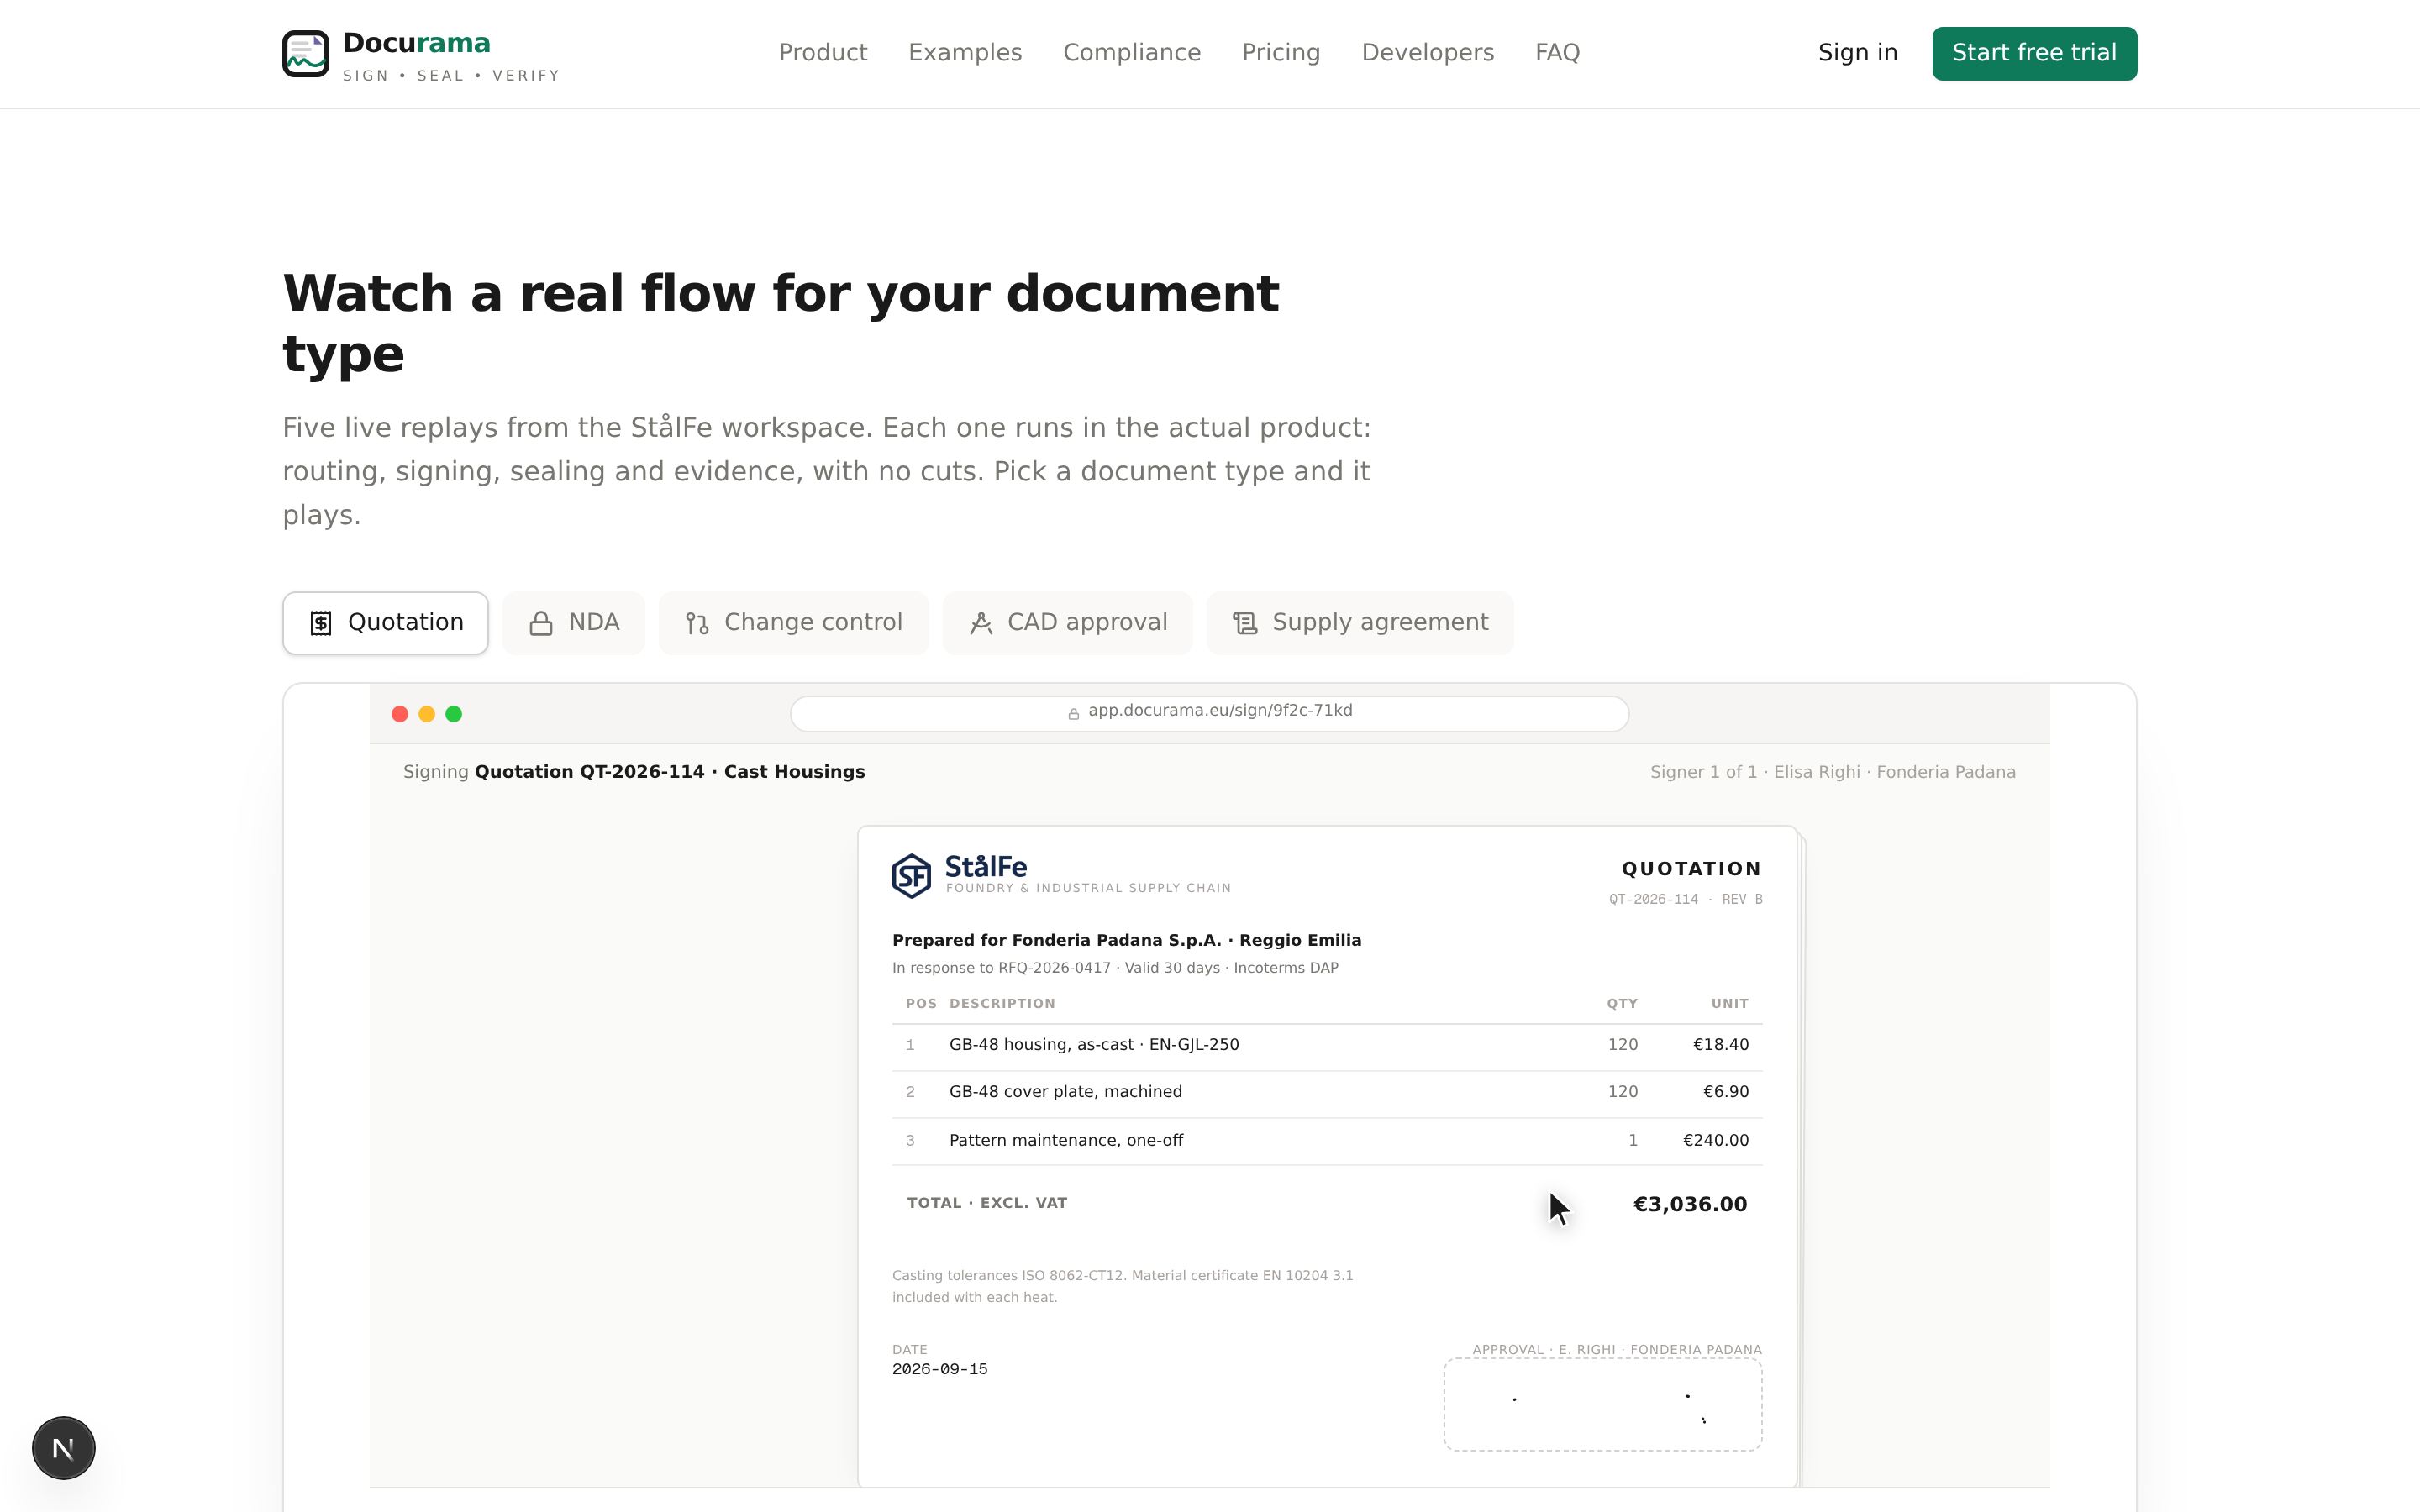 Docurama
SIGN • SEAL • VERIFY
Product
Examples
Compliance
Pricing
Developers
FAQ
Sign in
Start free trial
Watch a real flow for your document
type
Five live replays from the StålFe workspace. Each one runs in the actual product:
routing, signing, sealing and evidence, with no cuts. Pick a document type and it
plays.
Quotation
NDA
Change control
CAD approval
Supply agreement
app.docurama.eu/sign/9f2c-71kd
Signing Quotation QT-2026-114 · Cast Housings
Signer 1 of 1 · Elisa Righi · Fonderia Padana
SF StålFe
FOUNDRY & INDUSTRIAL SUPPLY CHAIN
QUOTATION
QT-2026-114 · REV B
Prepared for Fonderia Padana S.p.A. · Reggio Emilia
In response to RFQ-2026-0417 · Valid 30 days · Incoterms DAP
POS DESCRIPTION QTY UNIT
1 GB-48 housing, as-cast · EN-GJL-250 120 €18.40
2 GB-48 cover plate, machined 120 €6.90
3 Pattern maintenance, one-off 1 €240.00
TOTAL · EXCL. VAT €3,036.00
Casting tolerances ISO 8062-CT12. Material certificate EN 10204 3.1
included with each heat.
DATE
2026-09-15
APPROVAL · E. RIGHI · FONDERIA PADANA
N